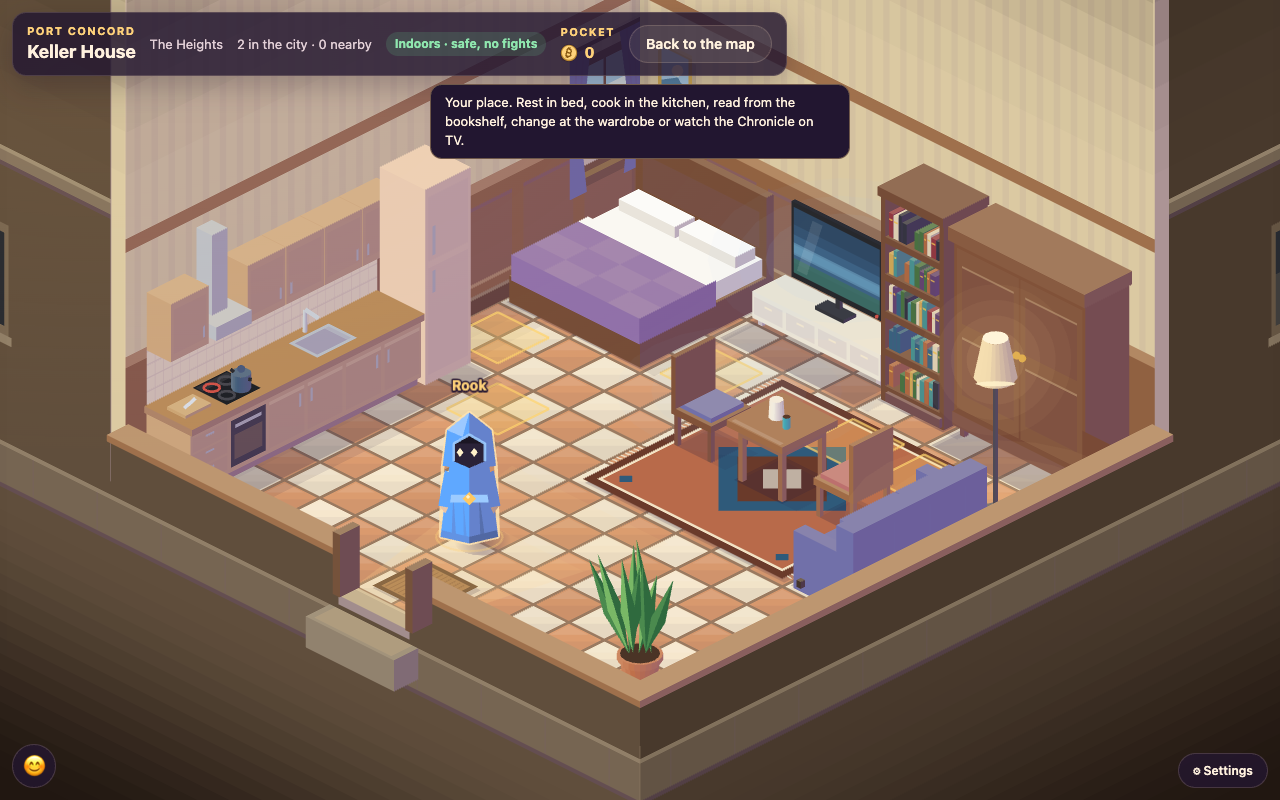 PORT CONCORD
Keller House
The Heights
2 in the city · 0 nearby
Indoors · safe, no fights
POCKET
0
Back to the map
Your place. Rest in bed, cook in the kitchen, read from the
bookshelf, change at the wardrobe or watch the Chronicle on
TV.
Rook
Settings